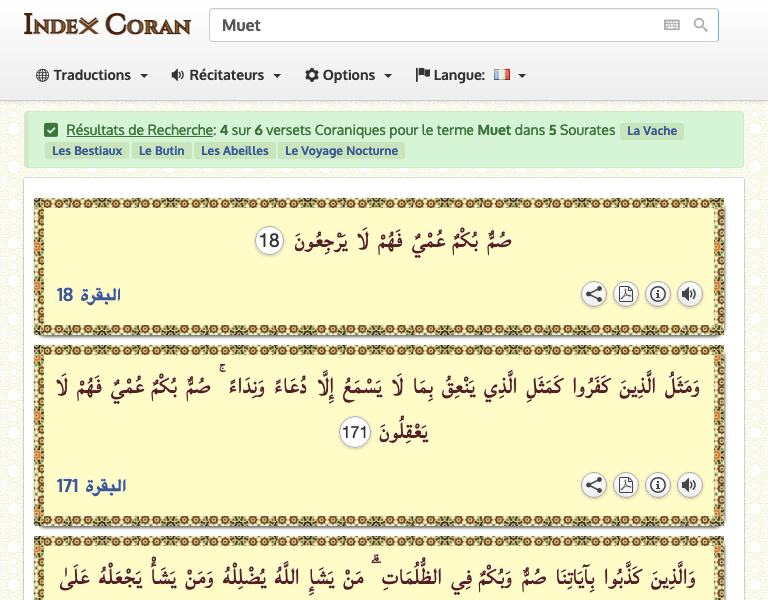 INDEX CORAN
Muet
Traductions
Récitateurs
Options
Langue:
Résultats de Recherche: 4 sur 6 versets Coraniques pour le terme Muet dans 5 Sourates La Vache
Les Bestiaux Le Butin Les Abeilles Le Voyage Nocturne
صُمٌّ بُكْمٌ عُمْيٌ فَهُمْ لَا يَرْجِعُونَ 18
البقرة 18
وَمَثَلُ الَّذِينَ كَفَرُوا كَمَثَلِ الَّذِي يَنْعِقُ بِمَا لَا يَسْمَعُ إِلَّا دُعَاءً وَنِدَاءً ۚ صُمٌّ بُكْمٌ عُمْيٌ فَهُمْ لَا
يَعْقِلُونَ 171
البقرة 171
وَالَّذِينَ كَذَّبُوا بِآيَاتِنَا صُمٌّ وَبُكْمٌ فِي الظُّلُمَاتِ ۗ مَنْ يَشَإِ اللَّهُ يُضْلِلْهُ وَمَنْ يَشَأْ يَجْعَلْهُ عَلَىٰ